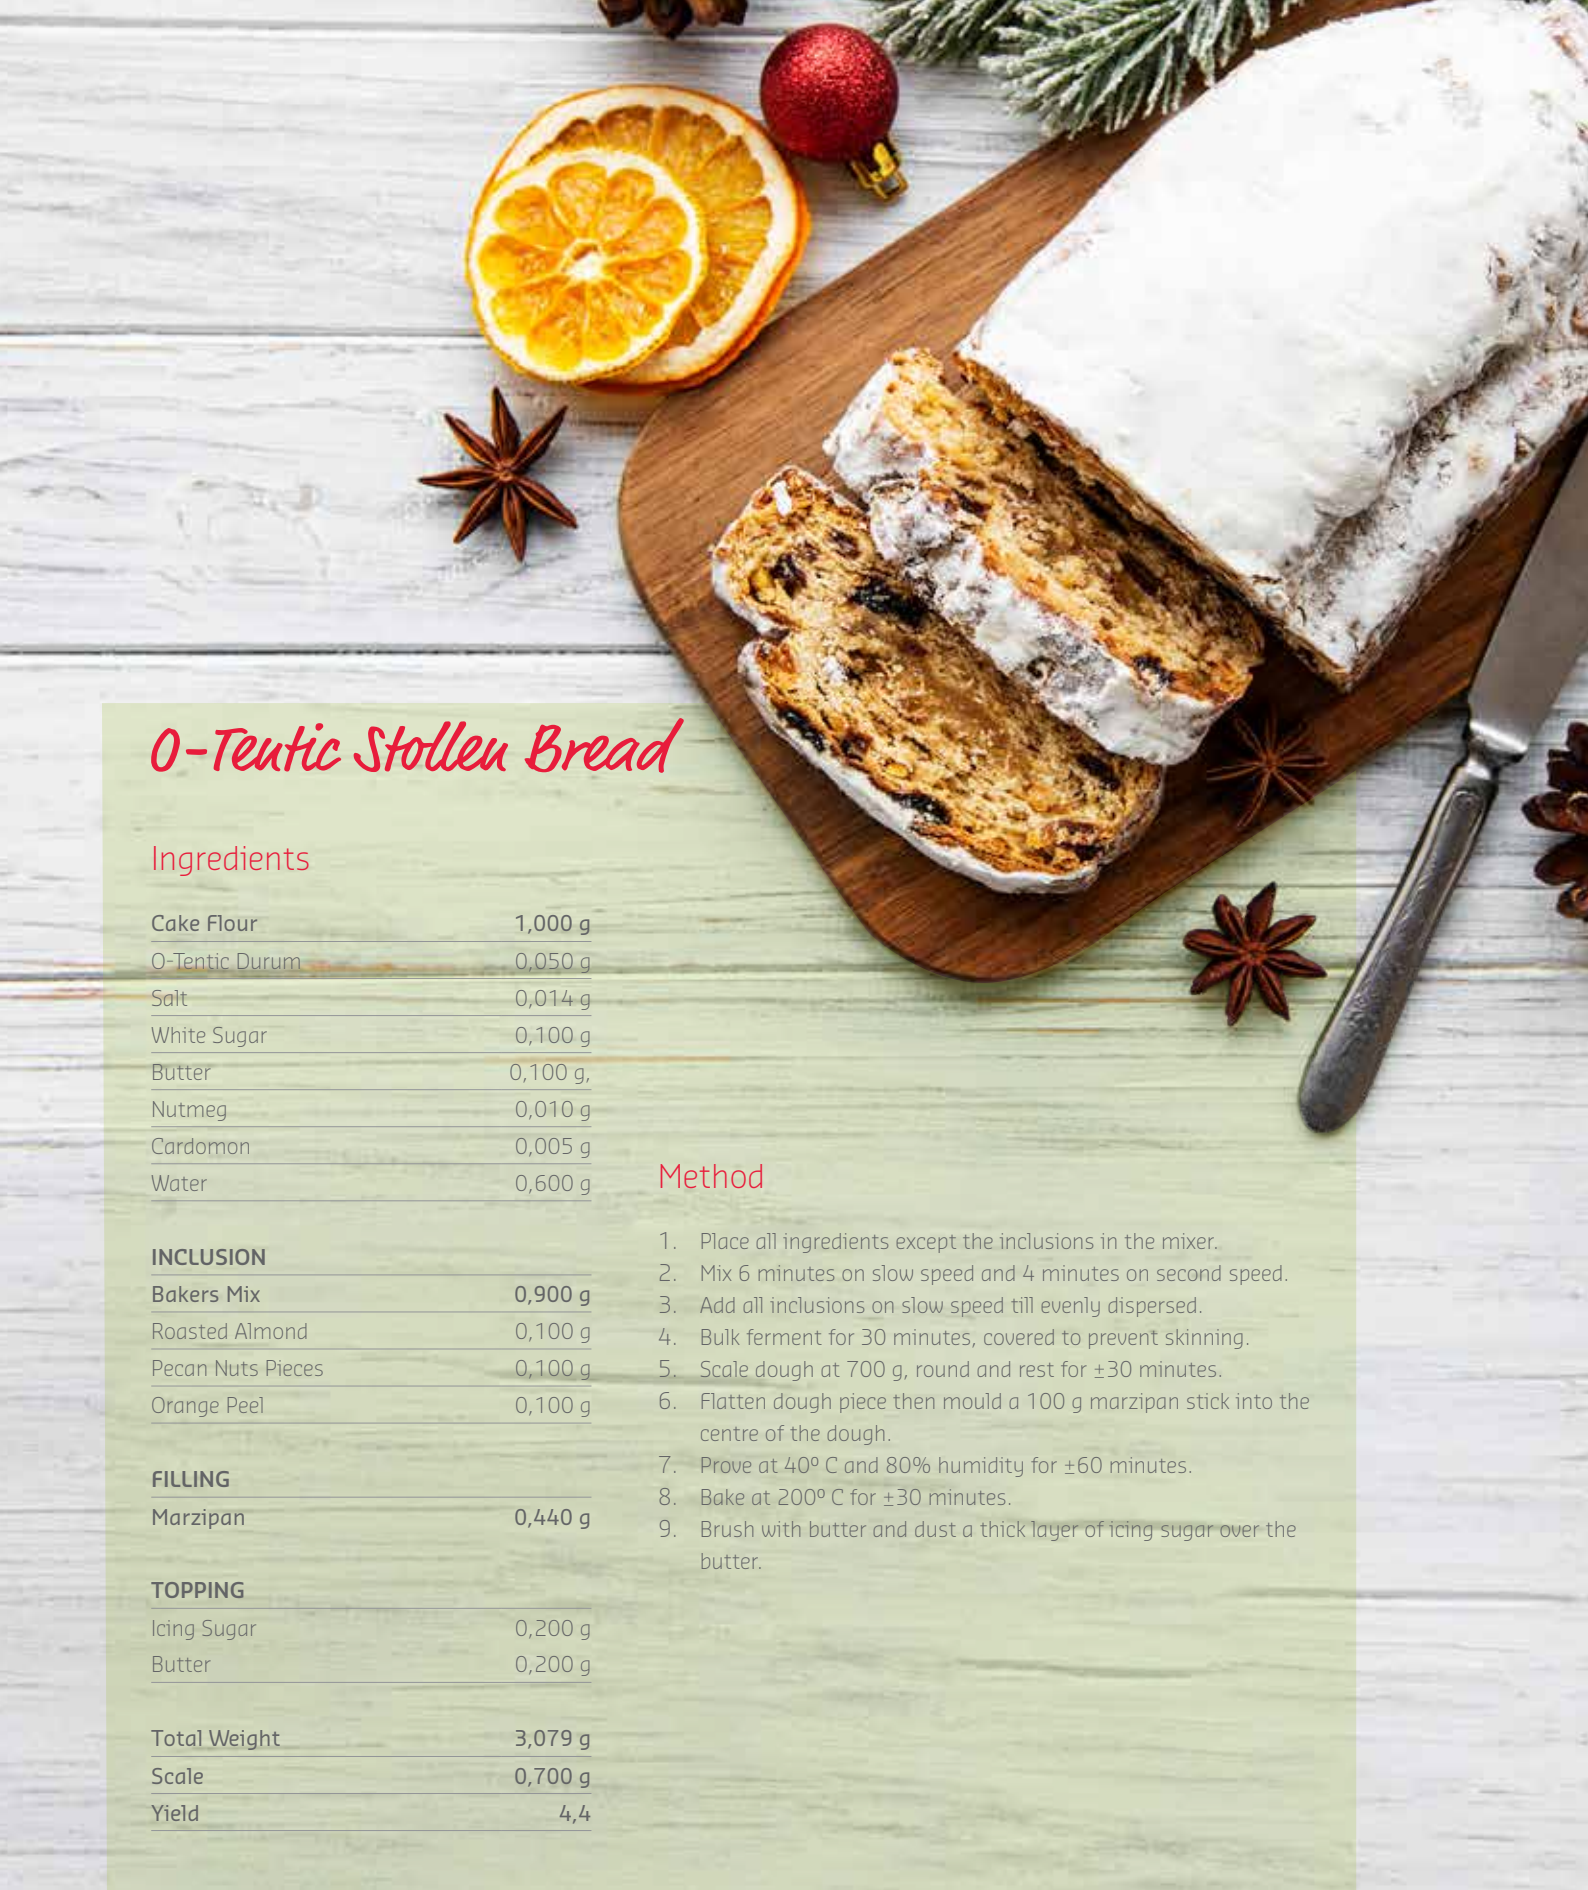 O-Tentic Stollen Bread
Ingredients
Cake Flour 1,000 g
O-Tentic Durum 0,050 g
Salt 0,014 g
White Sugar 0,100 g
Butter 0,100 g,
Nutmeg 0,010 g
Cardomon 0,005 g
Water 0,600 g
INCLUSION
Bakers Mix 0,900 g
Roasted Almond 0,100 g
Pecan Nuts Pieces 0,100 g
Orange Peel 0,100 g
FILLING
Marzipan 0,440 g
TOPPING
Icing Sugar 0,200 g
Butter 0,200 g
Total Weight 3,079 g
Scale 0,700 g
Yield 4,4
Method
1. Place all ingredients except the inclusions in the mixer.
2. Mix 6 minutes on slow speed and 4 minutes on second speed.
3. Add all inclusions on slow speed till evenly dispersed.
4. Bulk ferment for 30 minutes, covered to prevent skinning.
5. Scale dough at 700 g, round and rest for ±30 minutes.
6. Flatten dough piece then mould a 100 g marzipan stick into the
centre of the dough.
7. Prove at 40º C and 80% humidity for ±60 minutes.
8. Bake at 200º C for ±30 minutes.
9. Brush with butter and dust a thick layer of icing sugar over the
butter.